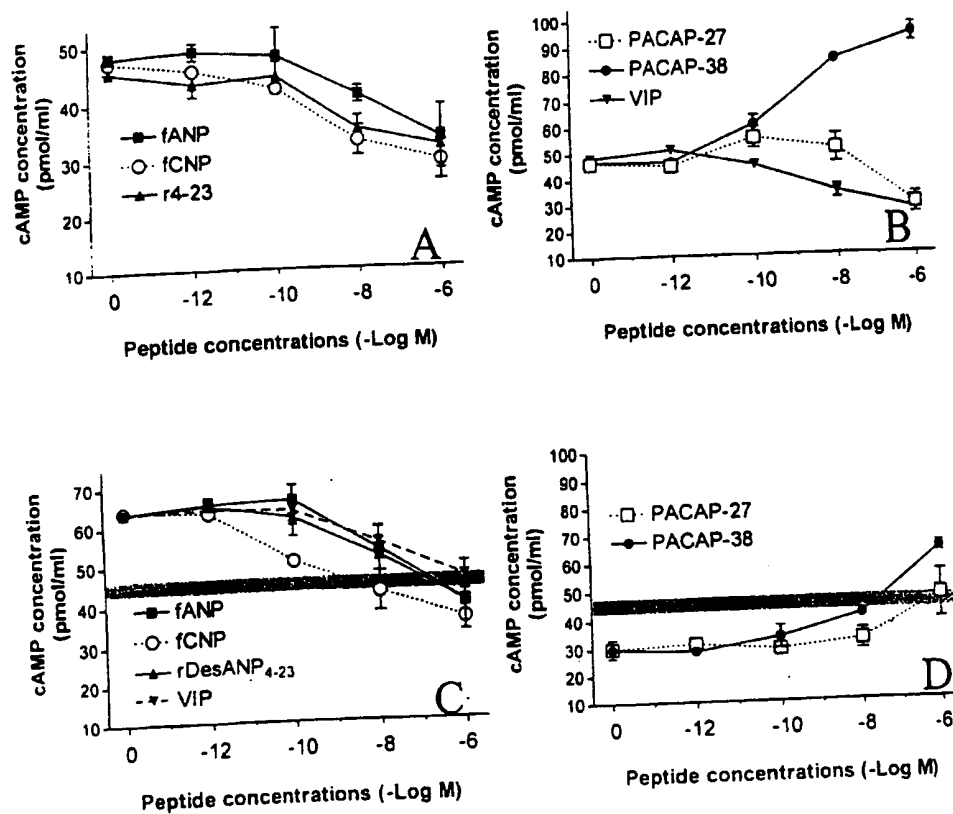 cAMP concentration
(pmol/ml)
50
40
30
20
10
fANP
fCNP
r4-23
A
0
-12
-10
-8
-6
Peptide concentrations (-Log M)
cAMP concentration
(pmol/ml)
100
90
80
70
60
50
40
30
20
10
PACAP-27
PACAP-38
VIP
B
0
-12
-10
-8
-6
Peptide concentrations (-Log M)
cAMP concentration
(pmol/ml)
70
60
50
40
30
20
10
fANP
fCNP
rDesANP4-23
VIP
C
0
-12
-10
-8
-6
Peptide concentrations (-Log M)
cAMP concentration
(pmol/ml)
100
90
80
70
60
50
40
30
20
10
PACAP-27
PACAP-38
D
0
-12
-10
-8
-6
Peptide concentrations (-Log M)